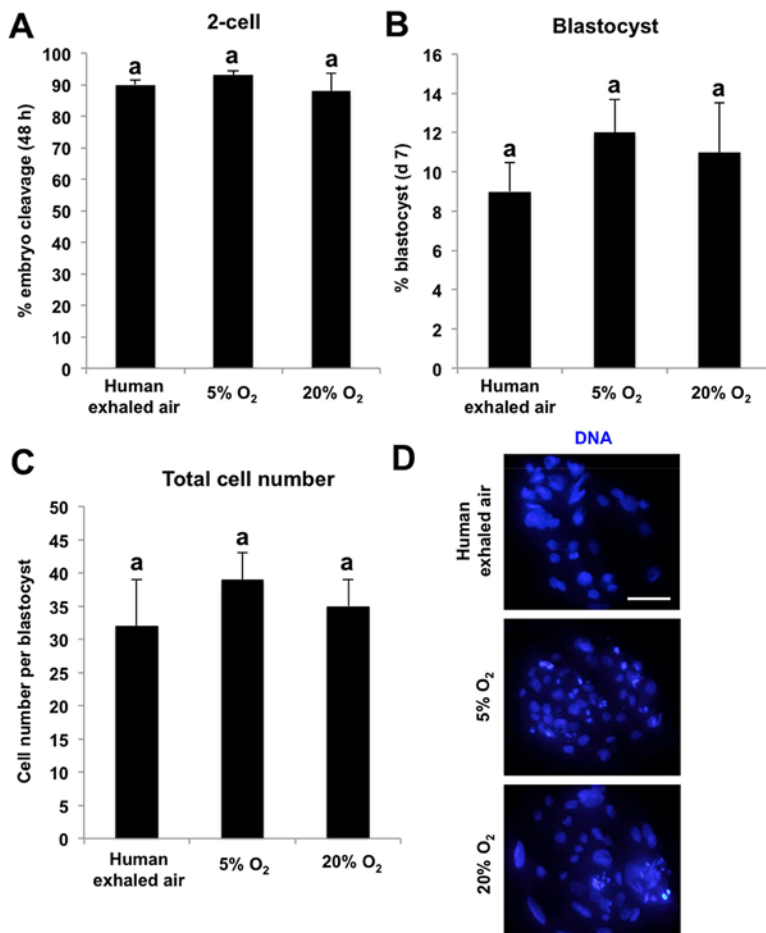 A
2-cell
% embryo cleavage (48 h)
100
90
80
70
60
50
40
30
20
10
0
a
a
a
Human
exhaled air
5% O₂
20% O₂
B
Blastocyst
% blastocyst (d 7)
16
14
12
10
8
6
4
2
0
a
a
a
Human
exhaled air
5% O₂
20% O₂
C
Total cell number
Cell number per blastocyst
50
45
40
35
30
25
20
15
10
5
0
a
a
a
Human
exhaled air
5% O₂
20% O₂
D
DNA
Human
exhaled air
5% O₂
20% O₂